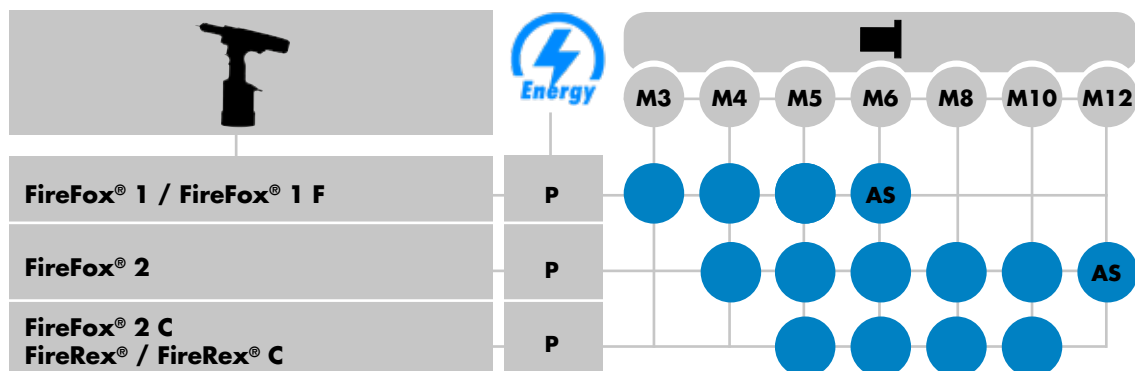 Energy
M3 M4 M5 M6 M8 M10 M12
FireFox® 1 / FireFox® 1 F P AS
FireFox® 2 P AS
FireFox® 2 C
FireRex® / FireRex® C P